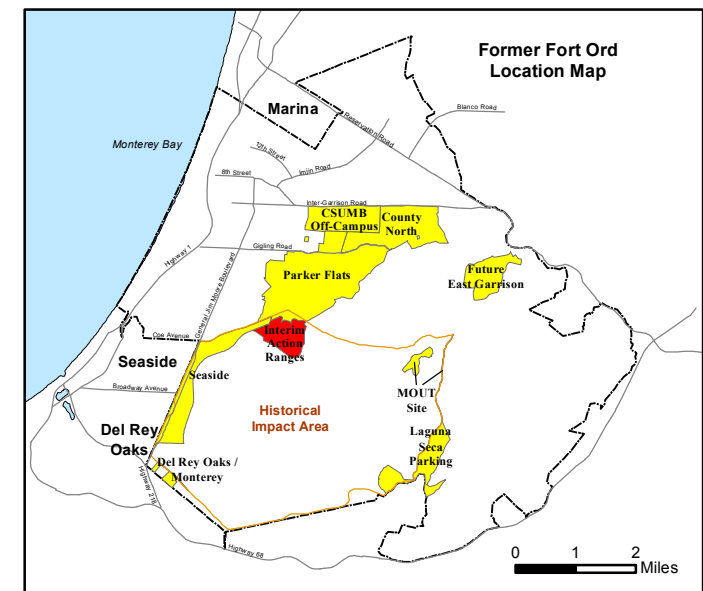 Former Fort Ord
Location Map
Marina
Blanco Road
Reservation Road
Monterey Bay
12th Street
Imjin Road
8th Street
Inter-Garrison Road
CSUMB
Off-Campus
County
North
Highway 1
Gigling Road
General Jim Moore Boulevard
Parker Flats
Future
East Garrison
Coe Avenue
Interim
Action
Ranges
Seaside
Seaside
Broadway Avenue
MOUT
Site
Historical
Impact Area
Del Rey
Oaks
Laguna
Seca
Parking
Del Rey Oaks /
Monterey
Highway 218
Highway 68
0 1 2
Miles